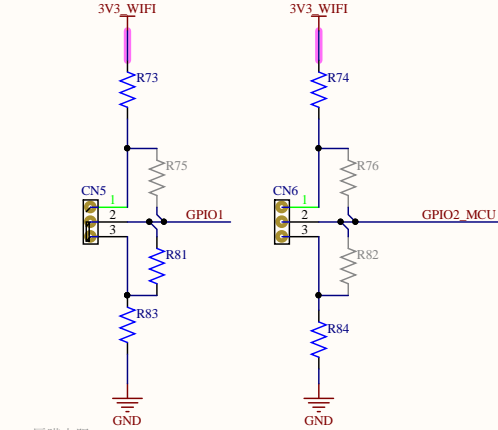 3V3_WIFI 3V3_WIFI
R73 R74
R75 R76
CN5 CN6
1 1
2 GPIO1 2 GPIO2_MCU
3 3
R81 R82
R83 R84
GND GND